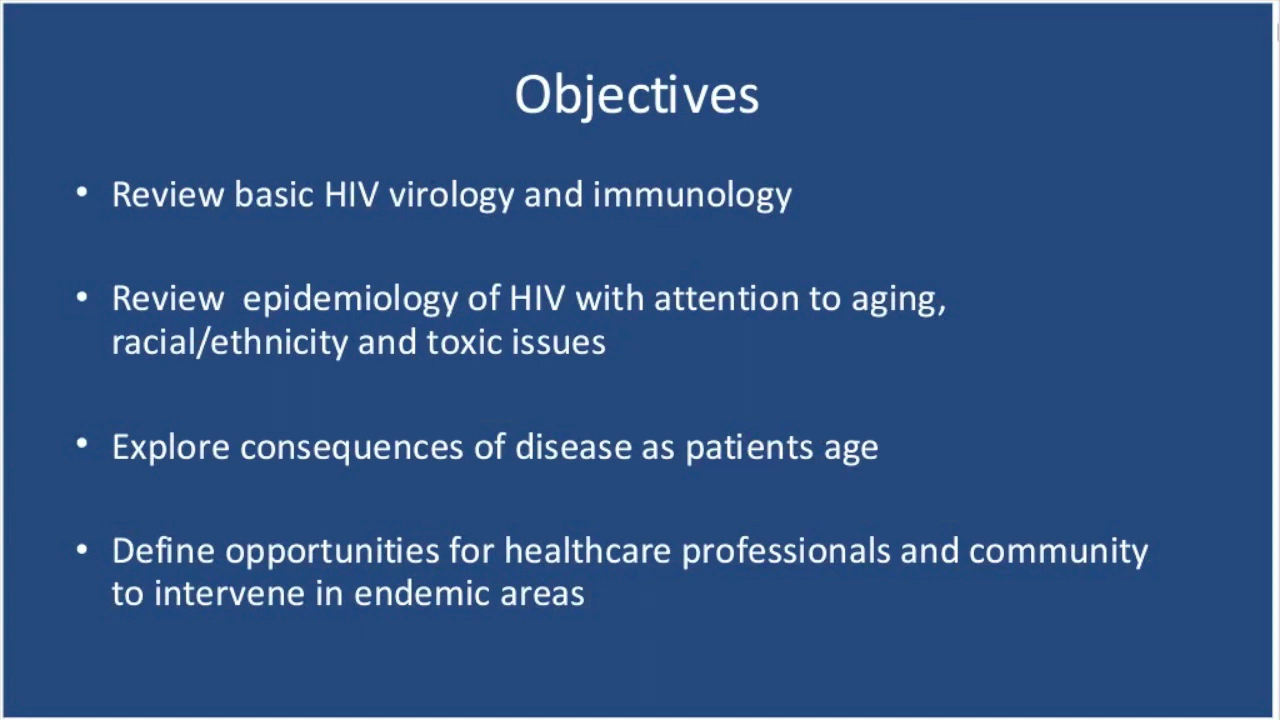 Objectives
• Review basic HIV virology and immunology
• Review  epidemiology of HIV with attention to aging,
racial/ethnicity and toxic issues
• Explore consequences of disease as patients age
• Define opportunities for healthcare professionals and community
to intervene in endemic areas